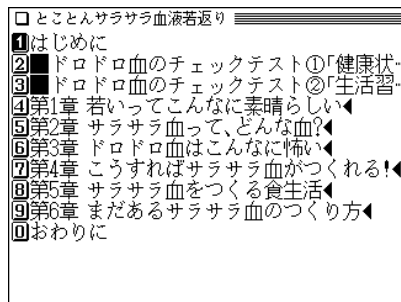 □ とことんサラサラ血液若返り
1はじめに
2■ドロドロ血のチェックテスト①「健康状…
3■ドロドロ血のチェックテスト②「生活習…
4第1章 若いってこんなに素晴らしい◀
5第2章 サラサラ血って、どんな血?◀
6第3章 ドロドロ血はこんなに怖い◀
7第4章 こうすればサラサラ血がつくれる!◀
8第5章 サラサラ血をつくる食生活◀
9第6章 まだあるサラサラ血のつくり方◀
0おわりに